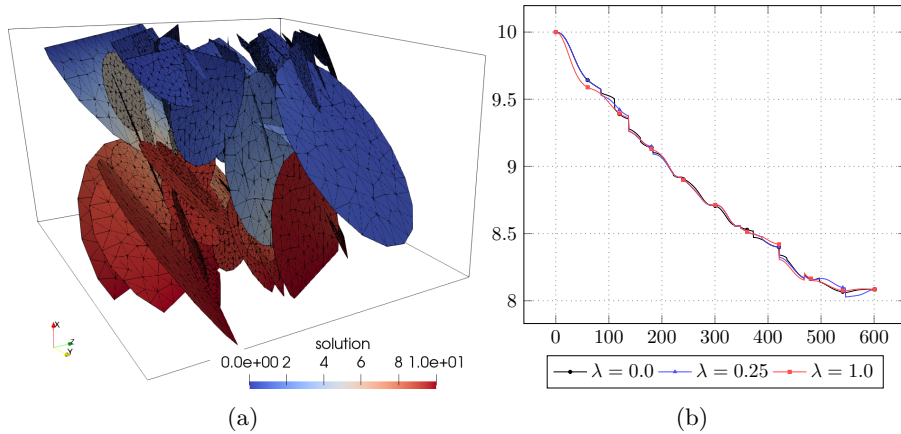 10
9.5
9
8.5
8
0 100 200 300 400 500 600
λ = 0.0 λ = 0.25 λ = 1.0
X
Z
Y
solution
0.0e+00 2 4 6 8 1.0e+01
(a)
(b)